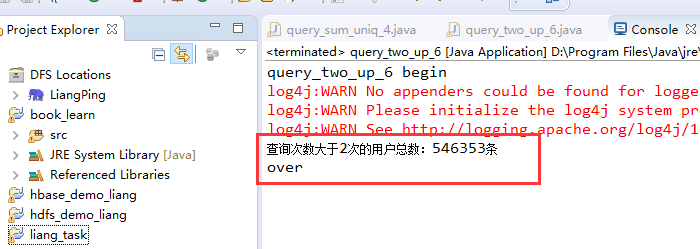 Project Explorer
DFS Locations
LiangPing
book_learn
src
JRE System Library [Java]
Referenced Libraries
hbase_demo_liang
hdfs_demo_liang
liang_task
query_sum_uniq_4.java
query_two_up_6.java
Console
<terminated> query_two_up_6 [Java Application] D:\Program Files\Java\jre
query_two_up_6 begin
log4j:WARN No appenders could be found for logge
log4j:WARN Please initialize the log4j system pr
log4j:WARN See http://logging.apache.org/log4j/1
查询次数大于2次的用户总数：546353条
over